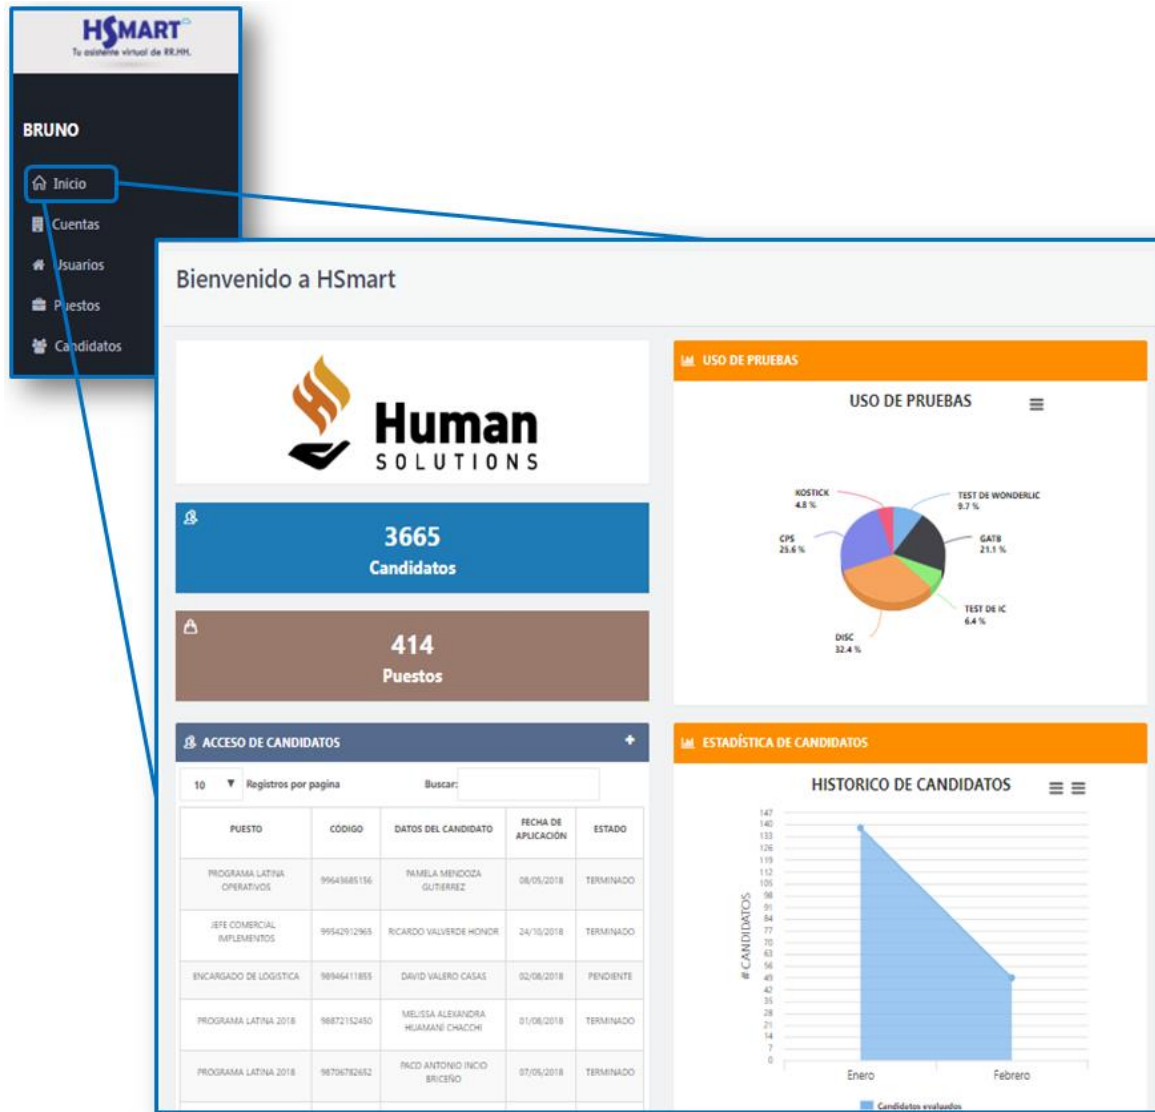 HSMART
Tu asistente virtual de RR.HH.
BRUNO
Inicio
Cuentas
Usuarios
Puestos
Candidatos
Bienvenido a HSmart
Human
SOLUTIONS
3665
Candidatos
414
Puestos
ACCESO DE CANDIDATOS
10 Registros por pagina Buscar:
PUESTO CÓDIGO DATOS DEL CANDIDATO FECHA DE APLICACIÓN ESTADO
PROGRAMA LATINA OPERATIVOS 99643685156 PAMELA MENDOZA GUTIERREZ 08/05/2018 TERMINADO
JEFE COMERCIAL IMPLEMENTOS 99542912965 RICARDO VALVERDE HONOR 24/10/2018 TERMINADO
ENCARGADO DE LOGISTICA 98946411855 DAVID VALERO CASAS 02/08/2018 PENDIENTE
PROGRAMA LATINA 2018 98872152450 MELISSA ALEXANDRA HUAMANI CHACCHI 01/08/2018 TERMINADO
PROGRAMA LATINA 2018 98706782652 PACO ANTONIO INCIO BRICEÑO 07/05/2018 TERMINADO
USO DE PRUEBAS
USO DE PRUEBAS
KOSTICK
4.8 %
TEST DE WONDERLIC
9.7 %
CPS
25.6 %
GATB
21.1 %
TEST DE IC
6.4 %
DISC
32.4 %
ESTADÍSTICA DE CANDIDATOS
HISTORICO DE CANDIDATOS
# CANDIDATOS
147
140
133
126
119
112
105
98
91
84
77
70
63
56
49
42
35
28
21
14
7
0
Enero Febrero
Candidatos evaluados